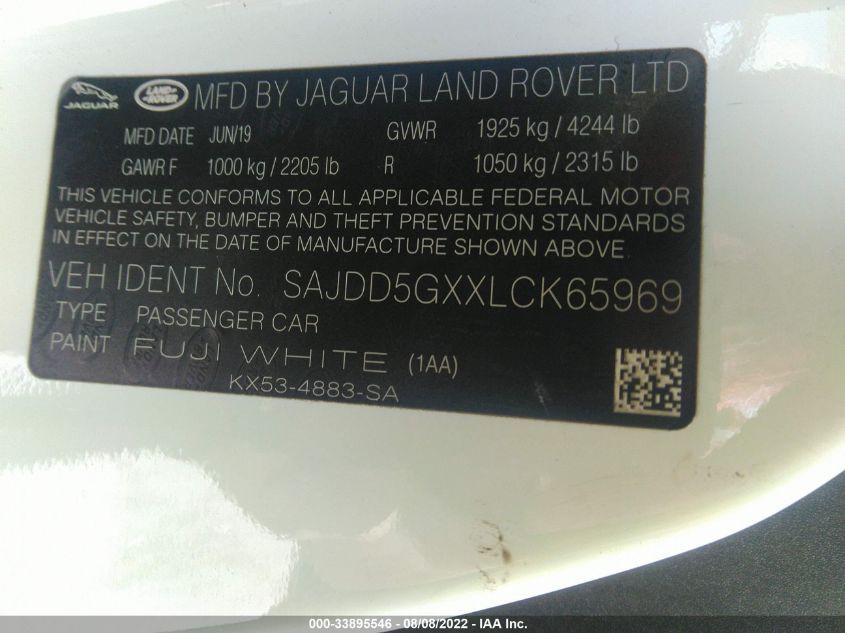 JAGUAR LAND ROVER MFD BY JAGUAR LAND ROVER LTD
MFD DATE JUN/19 GVWR 1925 kg / 4244 lb
GAWR F 1000 kg / 2205 lb R 1050 kg / 2315 lb
THIS VEHICLE CONFORMS TO ALL APPLICABLE FEDERAL MOTOR
VEHICLE SAFETY, BUMPER AND THEFT PREVENTION STANDARDS
IN EFFECT ON THE DATE OF MANUFACTURE SHOWN ABOVE.
VEH IDENT No. SAJDD5GXXLCK65969
TYPE PASSENGER CAR
PAINT FUJI WHITE (1AA)
KX53-4883-SA
000-33895546 - 08/08/2022 - IAA Inc.